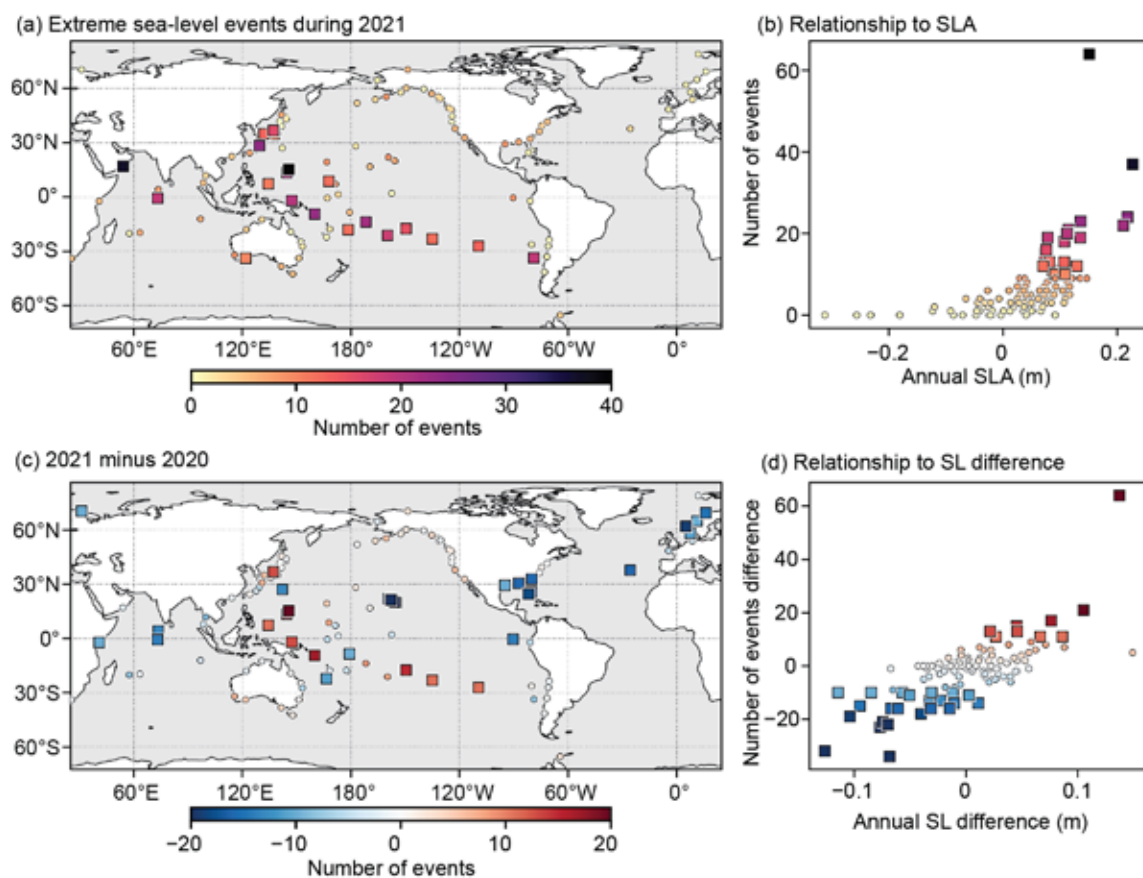 (a) Extreme sea-level events during 2021
60°N
30°N
0°
30°S
60°S
60°E 120°E 180° 120°W 60°W 0°
0 10 20 30 40
Number of events
(b) Relationship to SLA
Number of events
60
40
20
0
−0.2 0 0.2
Annual SLA (m)
(c) 2021 minus 2020
60°N
30°N
0°
30°S
60°S
60°E 120°E 180° 120°W 60°W 0°
−20 −10 0 10 20
Number of events
(d) Relationship to SL difference
Number of events difference
60
40
20
0
−20
−0.1 0 0.1
Annual SL difference (m)